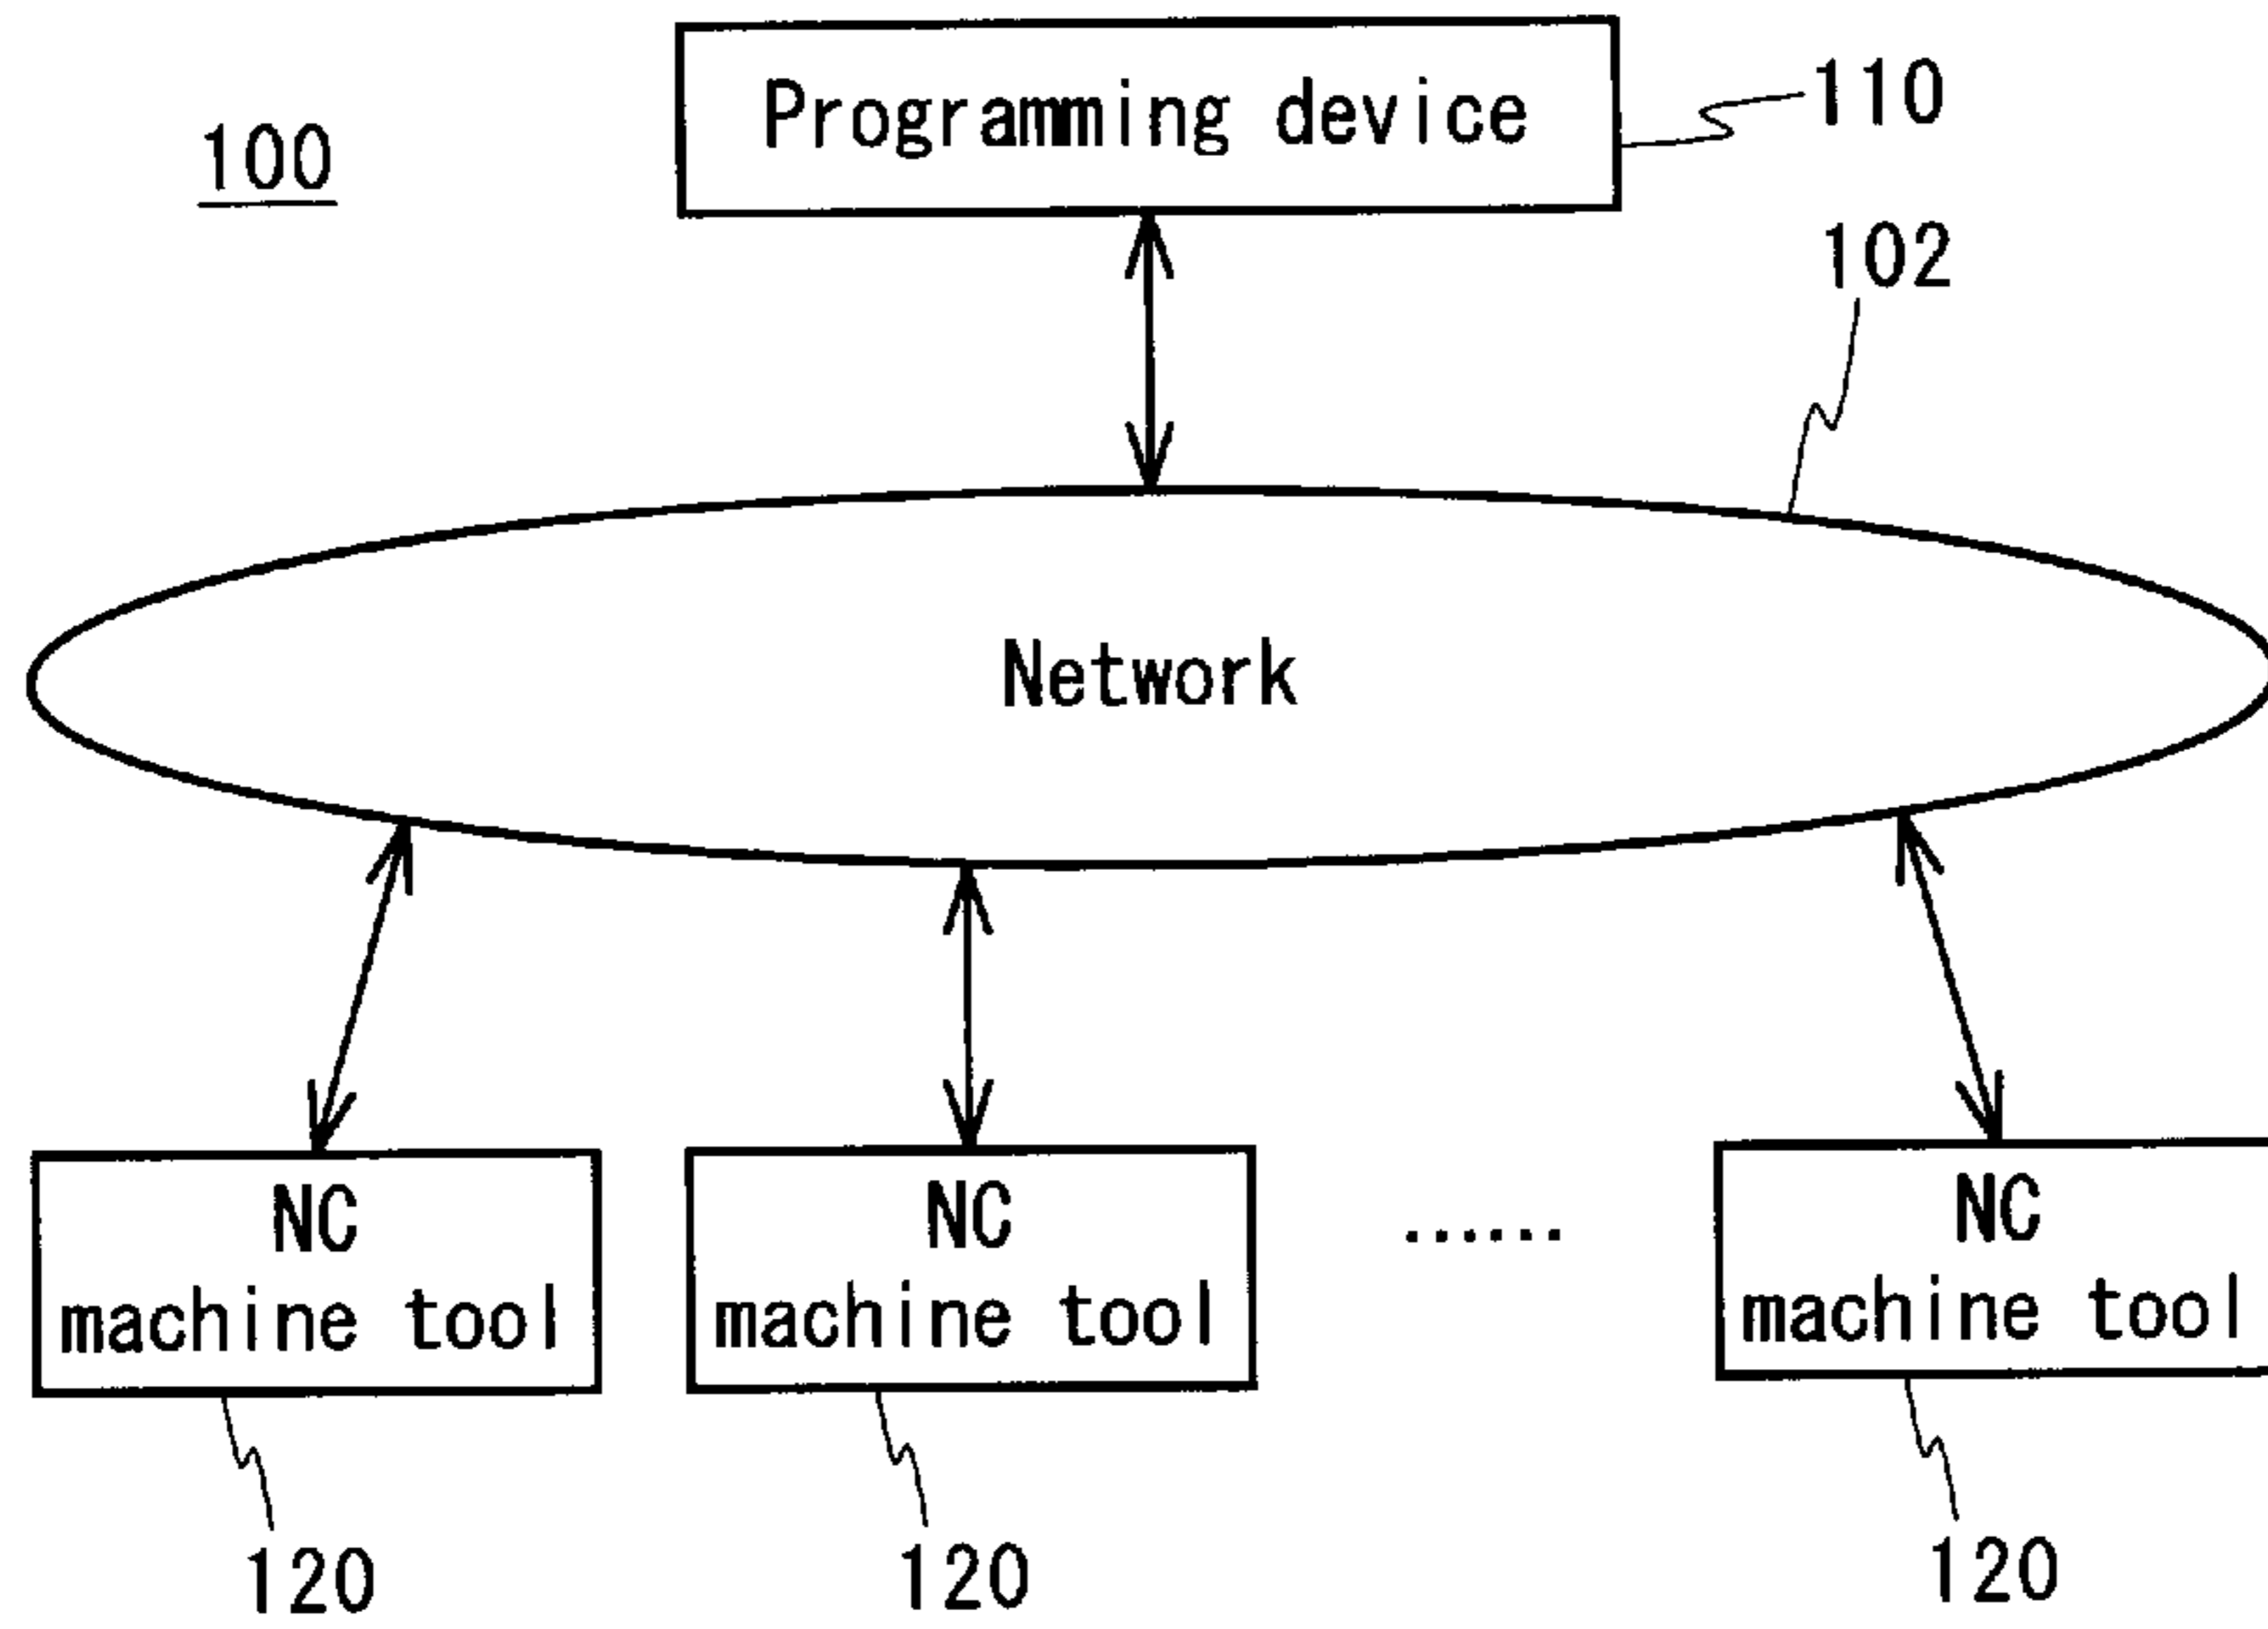 100
Programming device
110
102
Network
NC
machine tool
NC
machine tool
......
NC
machine tool
120
120
120